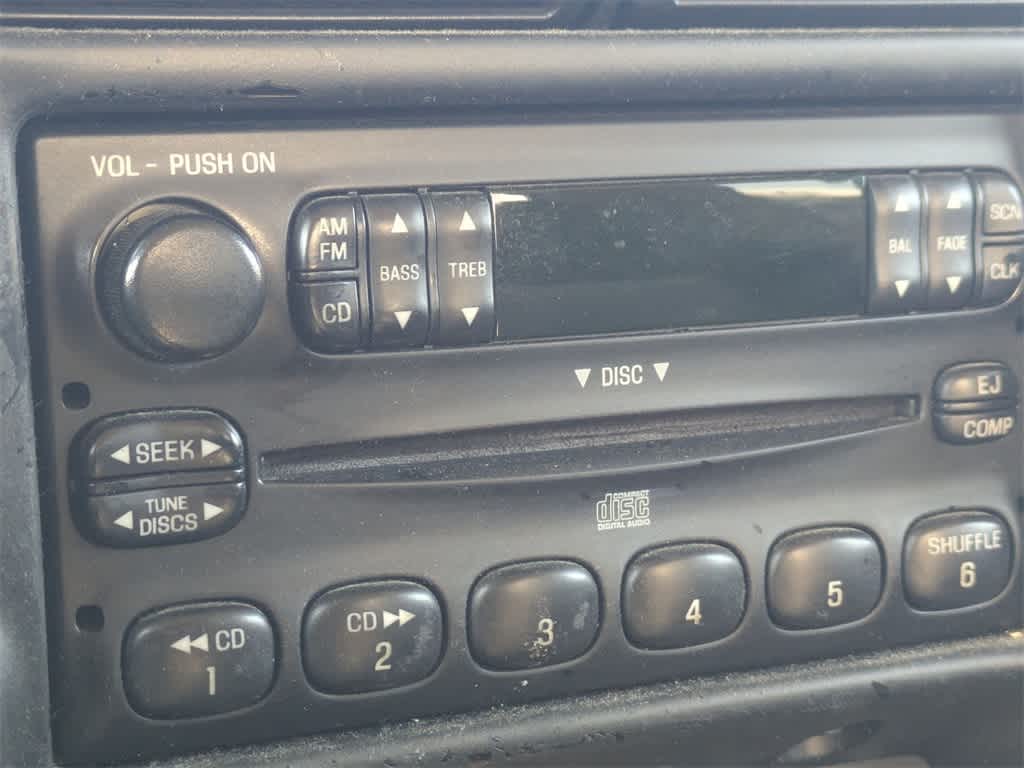 VOL - PUSH ON
AM
FM
CD
BASS
TREB
BAL
FADE
SCN
CLK
DISC
EJ
COMP
SEEK
TUNE
DISCS
COMPACT
disc
DIGITAL AUDIO
CD
1
CD
2
3
4
5
SHUFFLE
6